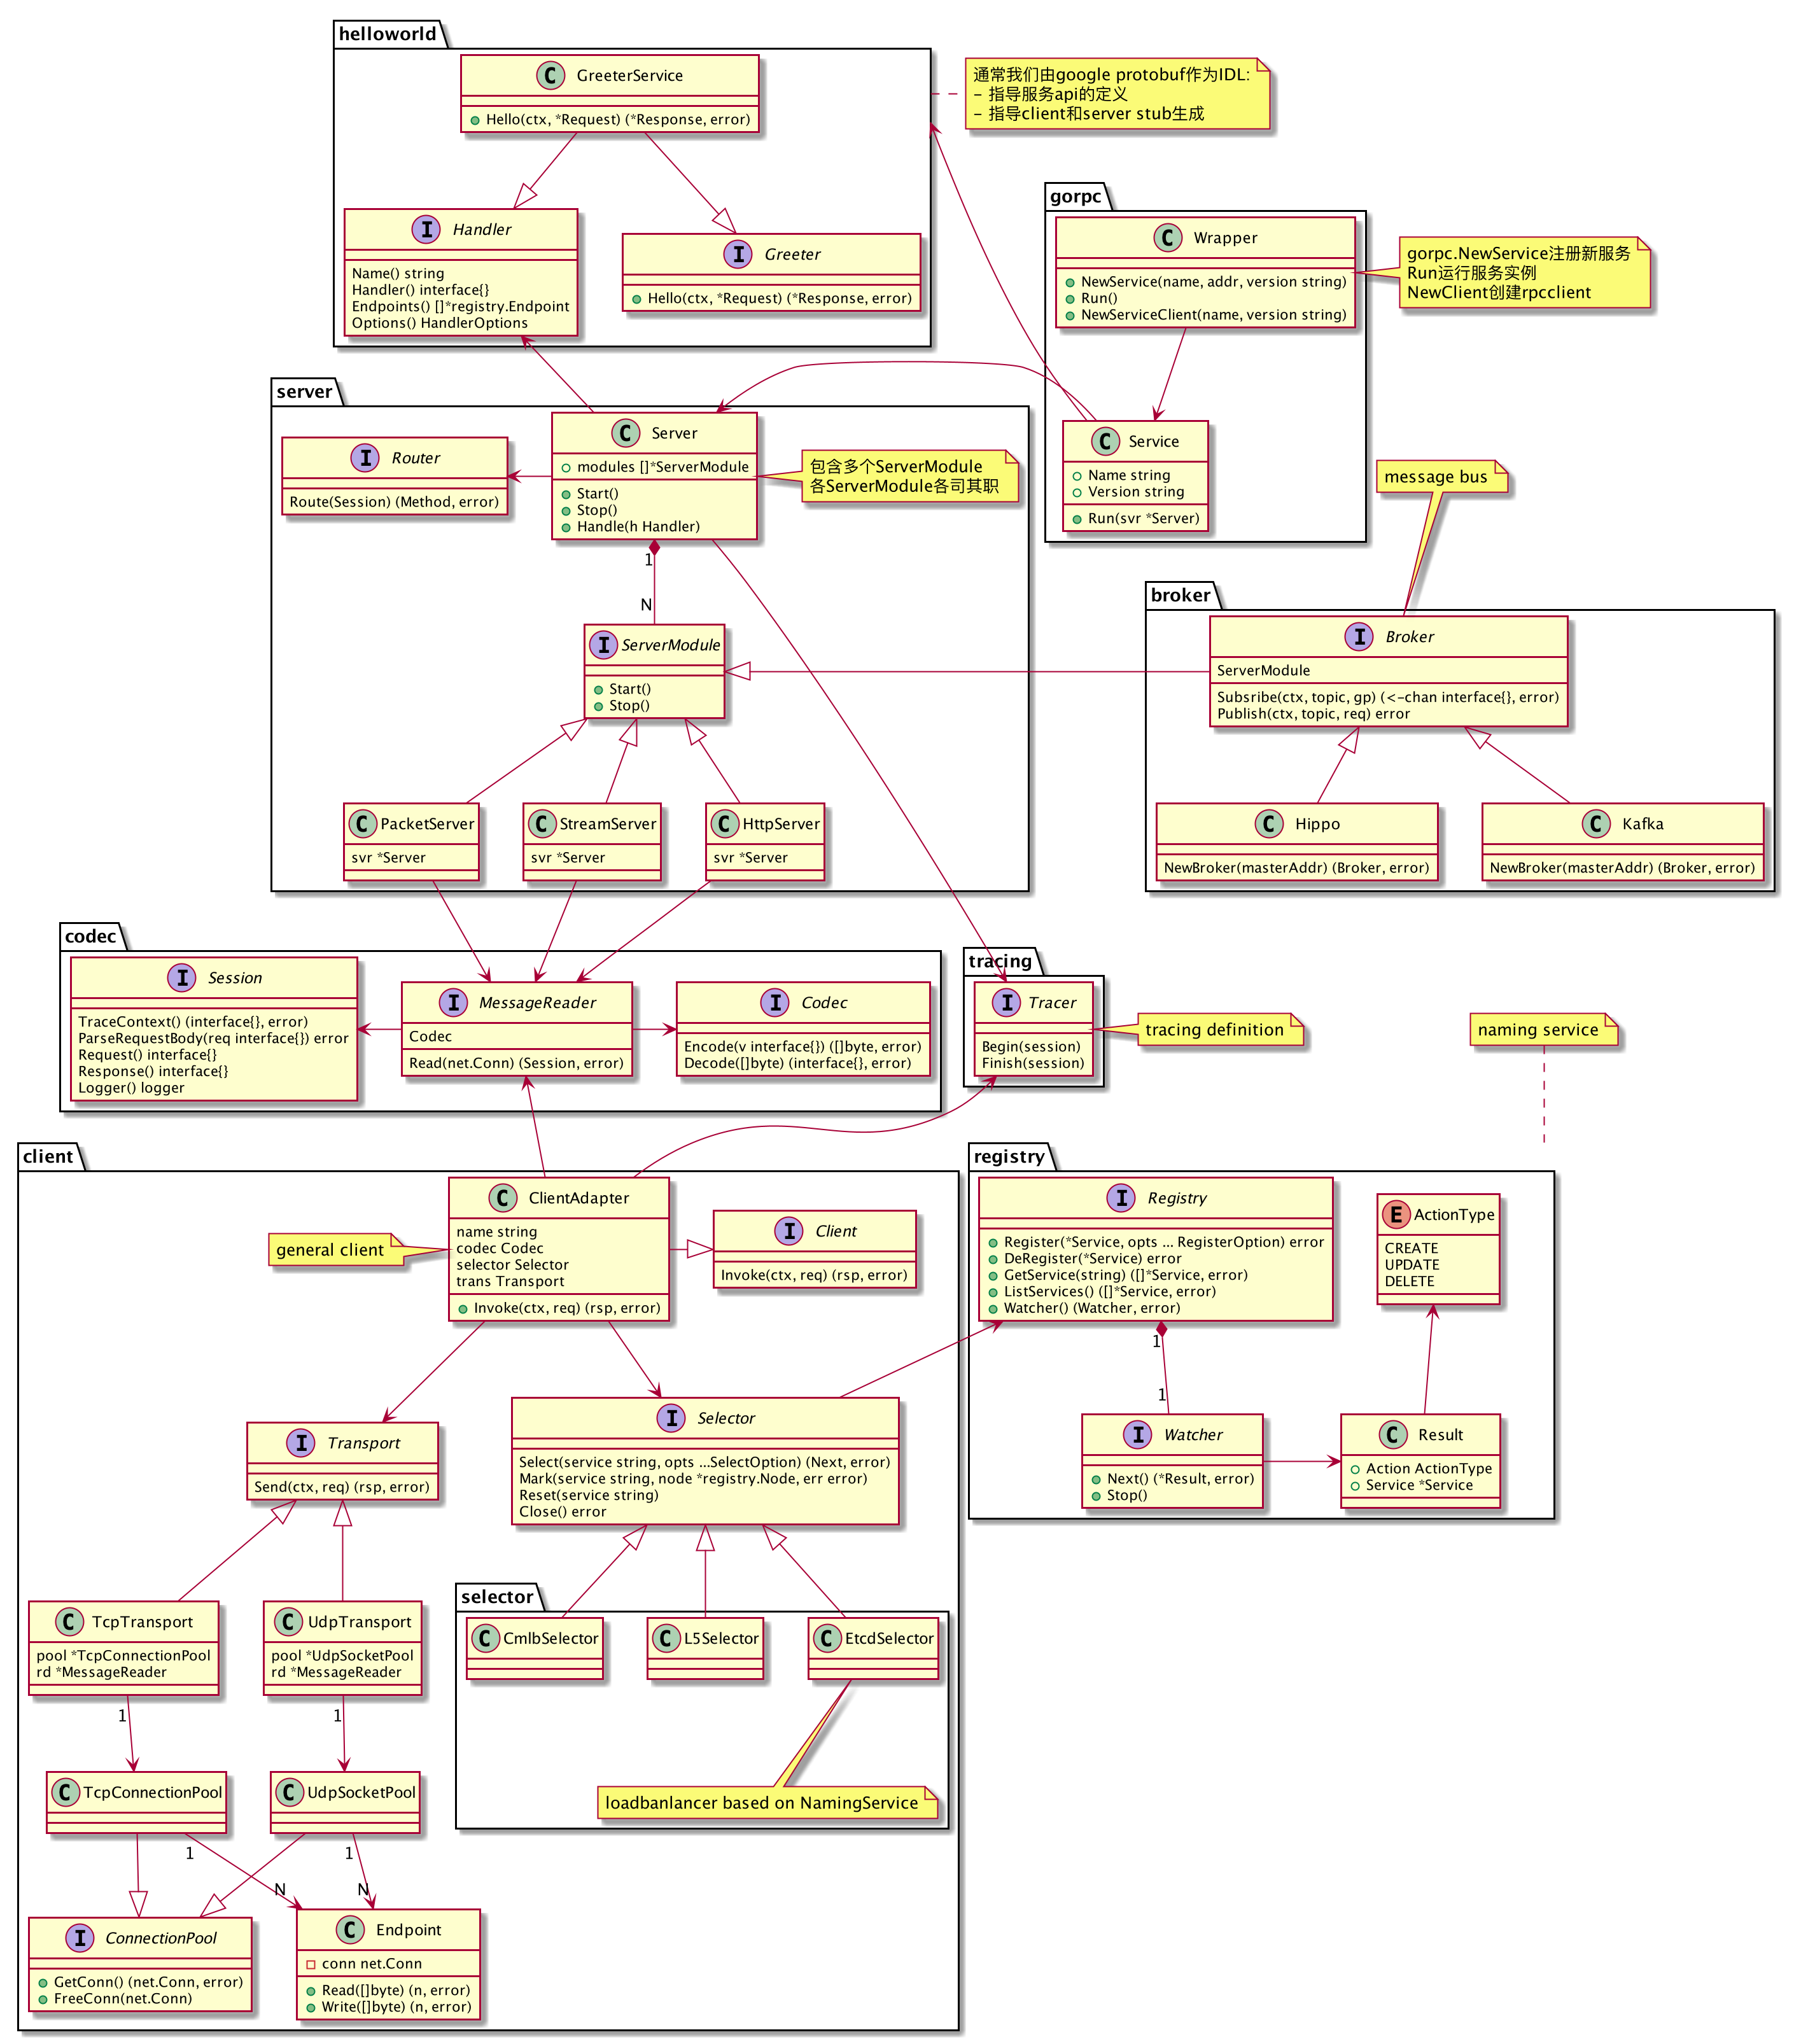 helloworld
C GreeterService
Hello(ctx, *Request) (*Response, error)
I Handler
Name() string
Handler() interface{}
Endpoints() []*registry.Endpoint
Options() HandlerOptions
I Greeter
Hello(ctx, *Request) (*Response, error)
通常我们由google protobuf作为IDL:
- 指导服务api的定义
- 指导client和server stub生成
gorpc
C Wrapper
NewService(name, addr, version string)
Run()
NewServiceClient(name, version string)
gorpc.NewService注册新服务
Run运行服务实例
NewClient创建rpcclient
C Service
Name string
Version string
Run(svr *Server)
server
I Router
Route(Session) (Method, error)
C Server
modules []*ServerModule
Start()
Stop()
Handle(h Handler)
包含多个ServerModule
各ServerModule各司其职
1
N
I ServerModule
Start()
Stop()
C PacketServer
svr *Server
C StreamServer
svr *Server
C HttpServer
svr *Server
message bus
broker
I Broker
ServerModule
Subsribe(ctx, topic, gp) (<-chan interface{}, error)
Publish(ctx, topic, req) error
C Hippo
NewBroker(masterAddr) (Broker, error)
C Kafka
NewBroker(masterAddr) (Broker, error)
codec
I Session
TraceContext() (interface{}, error)
ParseRequestBody(req interface{}) error
Request() interface{}
Response() interface{}
Logger() logger
I MessageReader
Codec
Read(net.Conn) (Session, error)
I Codec
Encode(v interface{}) ([]byte, error)
Decode([]byte) (interface{}, error)
tracing
I Tracer
Begin(session)
Finish(session)
tracing definition
naming service
client
general client
C ClientAdapter
name string
codec Codec
selector Selector
trans Transport
Invoke(ctx, req) (rsp, error)
I Client
Invoke(ctx, req) (rsp, error)
registry
I Registry
Register(*Service, opts ... RegisterOption) error
DeRegister(*Service) error
GetService(string) ([]*Service, error)
ListServices() ([]*Service, error)
Watcher() (Watcher, error)
E ActionType
CREATE
UPDATE
DELETE
1
1
I Watcher
Next() (*Result, error)
Stop()
C Result
Action ActionType
Service *Service
I Transport
Send(ctx, req) (rsp, error)
I Selector
Select(service string, opts ...SelectOption) (Next, error)
Mark(service string, node *registry.Node, err error)
Reset(service string)
Close() error
C TcpTransport
pool *TcpConnectionPool
rd *MessageReader
C UdpTransport
pool *UdpSocketPool
rd *MessageReader
selector
C CmlbSelector
C L5Selector
C EtcdSelector
loadbanlancer based on NamingService
1
1
C TcpConnectionPool
C UdpSocketPool
1
1
N
N
I ConnectionPool
GetConn() (net.Conn, error)
FreeConn(net.Conn)
C Endpoint
conn net.Conn
Read([]byte) (n, error)
Write([]byte) (n, error)